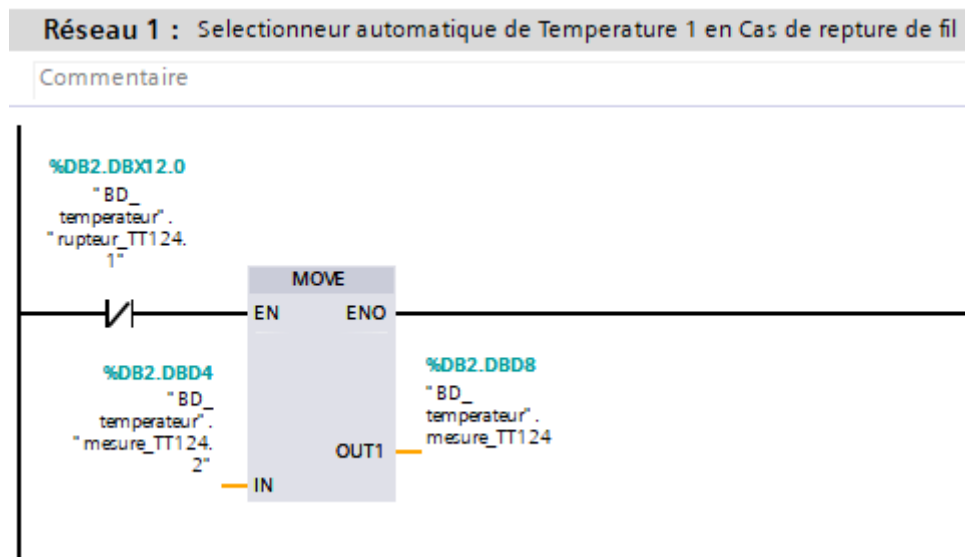 Réseau 1 : Selectionneur automatique de Temperature 1 en Cas de repture de fil
Commentaire
%DB2.DBX12.0
"BD_
temperateur".
"rupteur_TT124.
1"
MOVE
EN ENO
%DB2.DBD4
"BD_
temperateur".
"mesure_TT124.
2"
IN
%DB2.DBD8
"BD_
temperateur".
mesure_TT124
OUT1